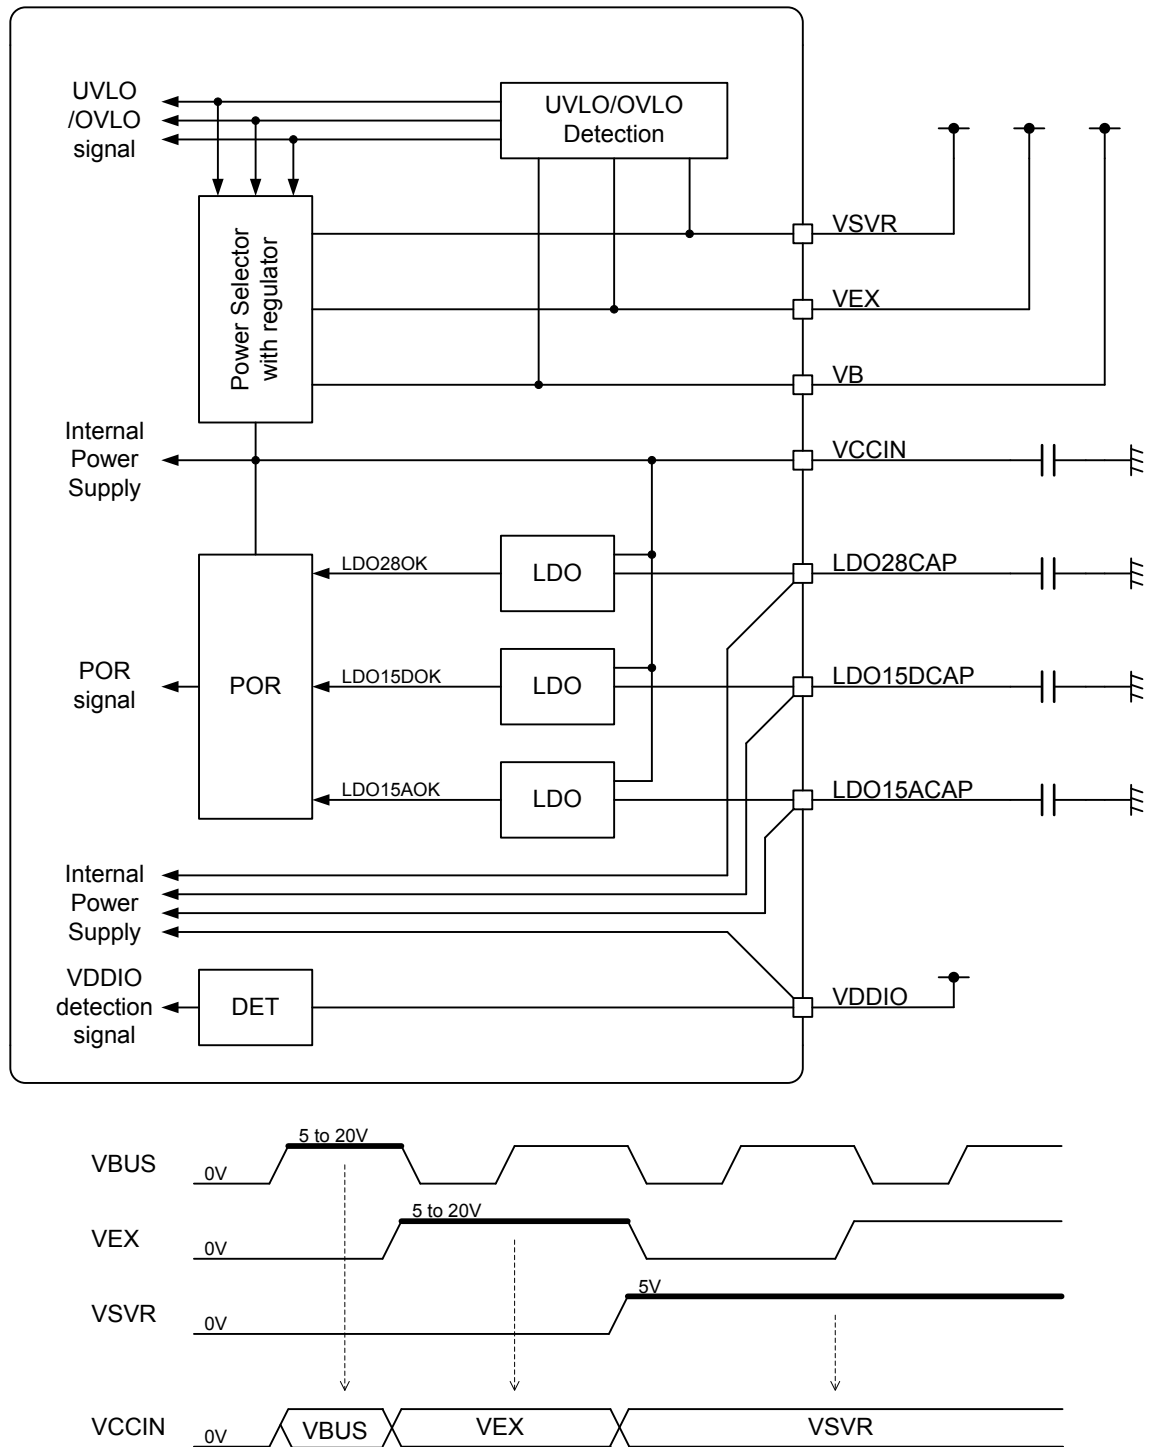 UVLO
/OVLO
signal
UVLO/OVLO
Detection
Power Selector
with regulator
VSVR
VEX
VB
Internal
Power
Supply
VCCIN
LDO28OK
LDO
LDO28CAP
POR
signal
POR
LDO15DOK
LDO
LDO15DCAP
LDO15AOK
LDO
LDO15ACAP
Internal
Power
Supply
VDDIO
detection
signal
DET
VDDIO
VBUS
0V
5 to 20V
VEX
0V
5 to 20V
VSVR
0V
5V
VCCIN
0V
VBUS
VEX
VSVR